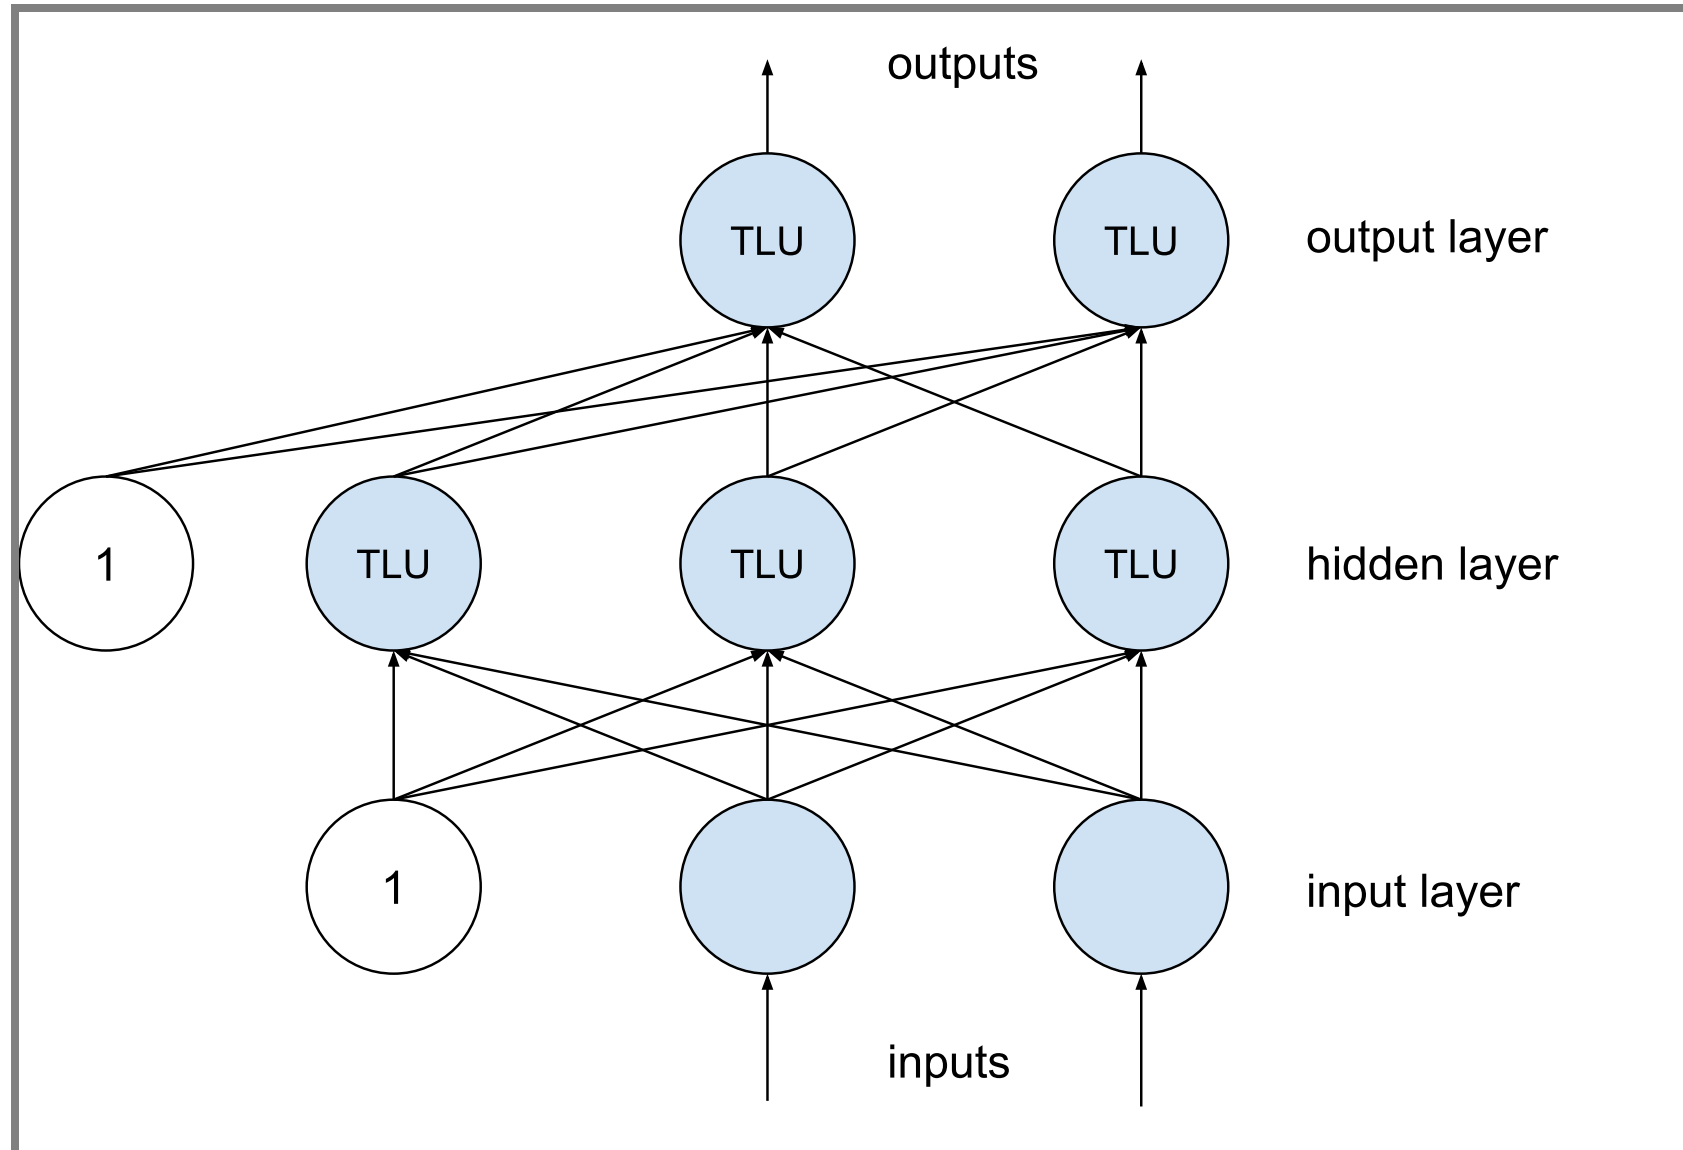 outputs
TLU TLU output layer
1 TLU TLU TLU hidden layer
1 input layer
inputs